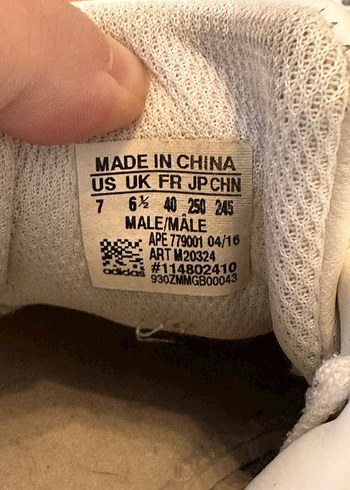 MADE IN CHINA
US UK FR JP CHN
7 6½ 40 250 245
MALE/MÂLE
APE 779001 04/16
ART M20324
#114802410
930ZMMGB00043
adidas